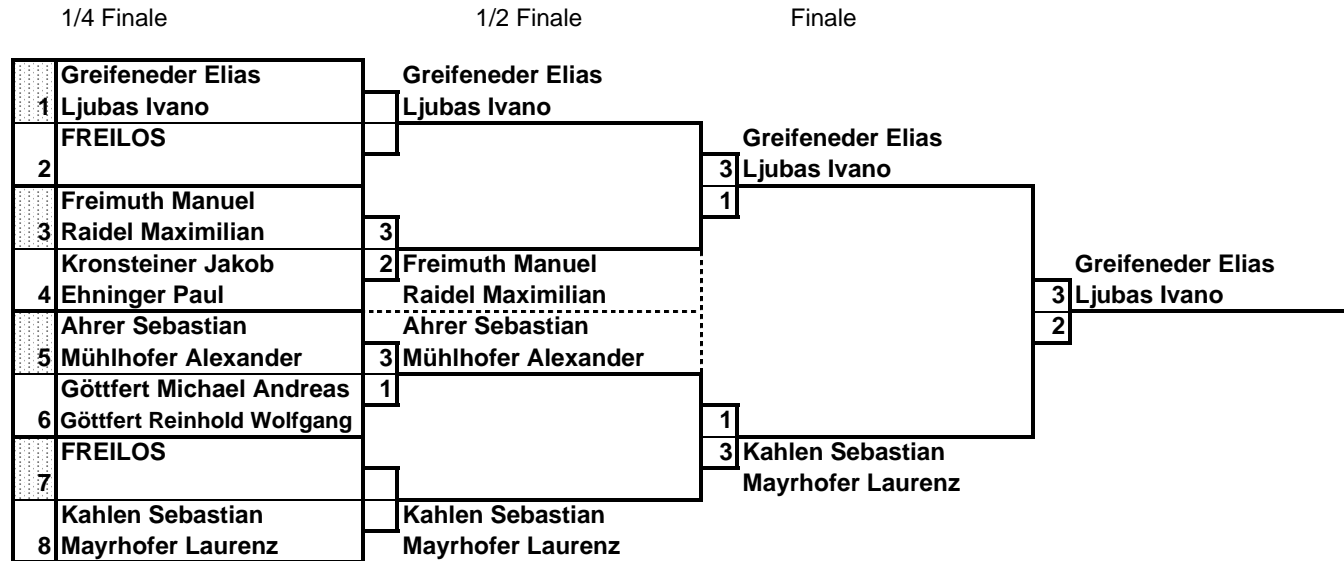 1/4 Finale 1/2 Finale Finale
Greifeneder Elias Greifeneder Elias
1 Ljubas Ivano Ljubas Ivano
FREILOS Greifeneder Elias
2 3 Ljubas Ivano
Freimuth Manuel 1
3 Raidel Maximilian 3
Kronsteiner Jakob 2 Freimuth Manuel Greifeneder Elias
4 Ehninger Paul Raidel Maximilian 3 Ljubas Ivano
Ahrer Sebastian Ahrer Sebastian 2
5 Mühlhofer Alexander 3 Mühlhofer Alexander
Göttfert Michael Andreas 1
6 Göttfert Reinhold Wolfgang 1
FREILOS 3 Kahlen Sebastian
7 Mayrhofer Laurenz
Kahlen Sebastian Kahlen Sebastian
8 Mayrhofer Laurenz Mayrhofer Laurenz